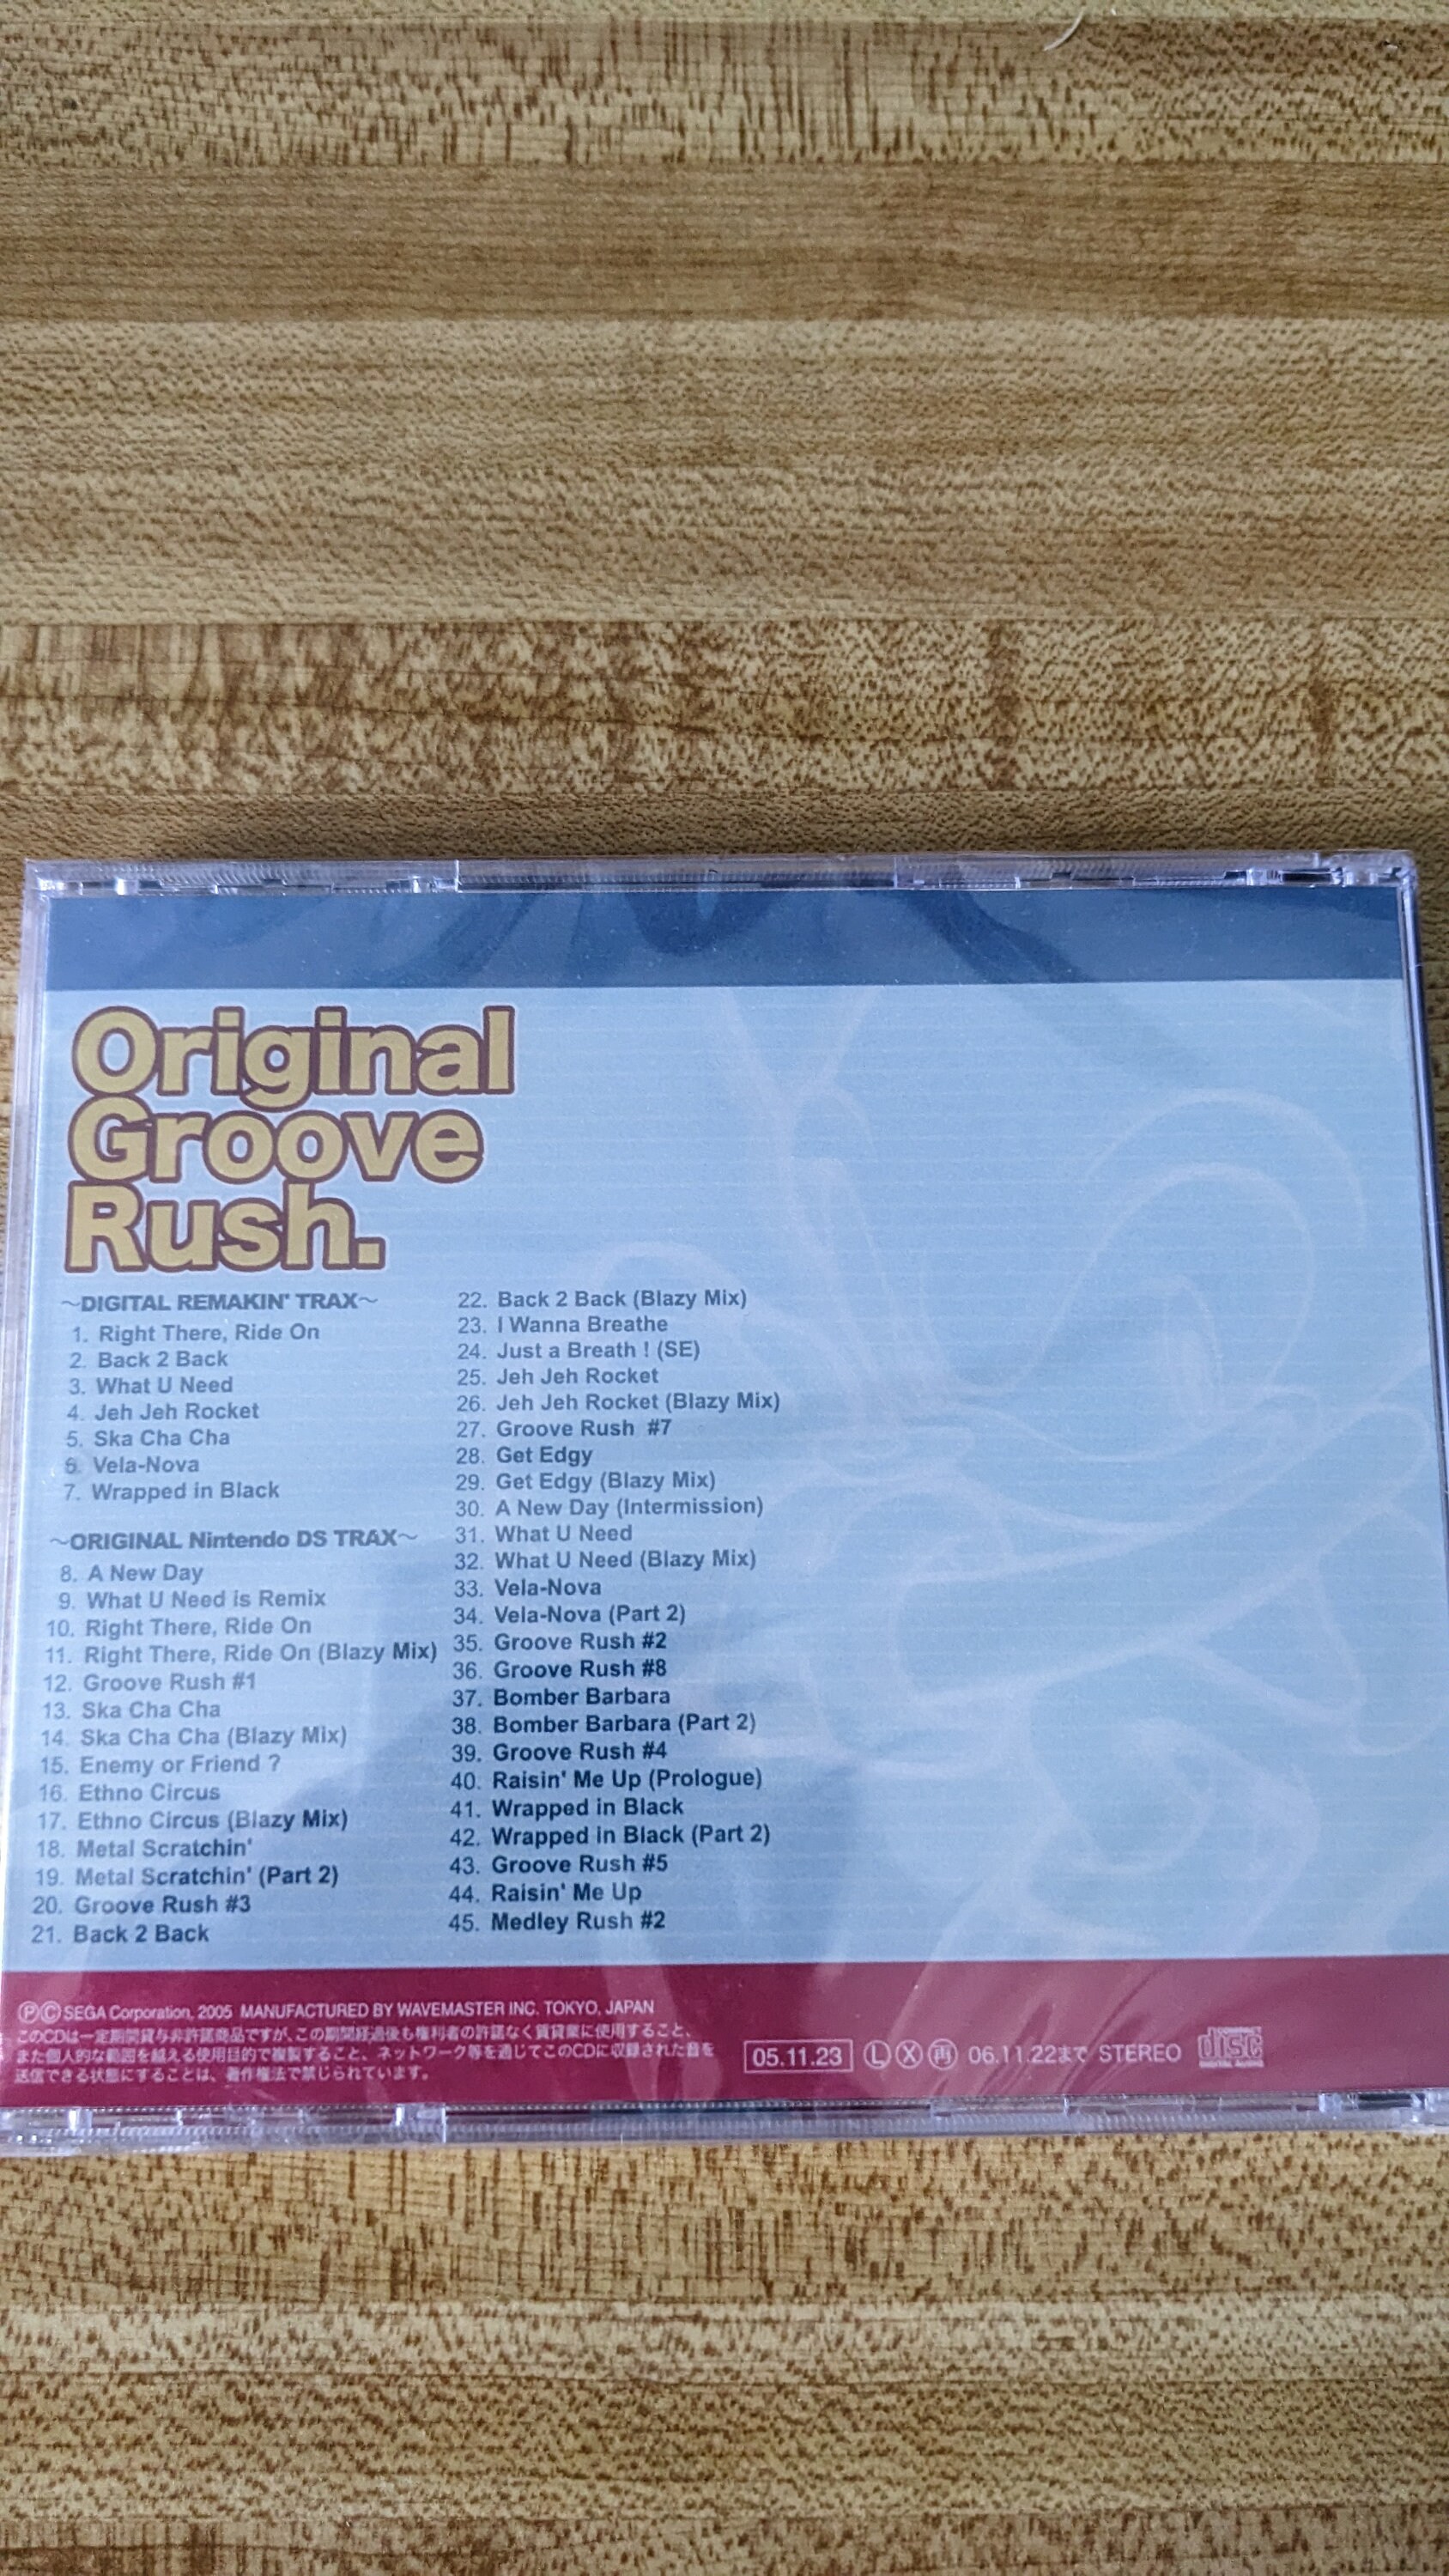 Original
Groove
Rush.
~DIGITAL REMAKIN' TRAX~
1. Right There, Ride On
2. Back 2 Back
3. What U Need
4. Jeh Jeh Rocket
5. Ska Cha Cha
6. Vela-Nova
7. Wrapped in Black
~ORIGINAL Nintendo DS TRAX~
8. A New Day
9. What U Need is Remix
10. Right There, Ride On
11. Right There, Ride On (Blazy Mix)
12. Groove Rush #1
13. Ska Cha Cha
14. Ska Cha Cha (Blazy Mix)
15. Enemy or Friend ?
16. Ethno Circus
17. Ethno Circus (Blazy Mix)
18. Metal Scratchin'
19. Metal Scratchin' (Part 2)
20. Groove Rush #3
21. Back 2 Back
22. Back 2 Back (Blazy Mix)
23. I Wanna Breathe
24. Just a Breath ! (SE)
25. Jeh Jeh Rocket
26. Jeh Jeh Rocket (Blazy Mix)
27. Groove Rush #7
28. Get Edgy
29. Get Edgy (Blazy Mix)
30. A New Day (Intermission)
31. What U Need
32. What U Need (Blazy Mix)
33. Vela-Nova
34. Vela-Nova (Part 2)
35. Groove Rush #2
36. Groove Rush #8
37. Bomber Barbara
38. Bomber Barbara (Part 2)
39. Groove Rush #4
40. Raisin' Me Up (Prologue)
41. Wrapped in Black
42. Wrapped in Black (Part 2)
43. Groove Rush #5
44. Raisin' Me Up
45. Medley Rush #2
ⓅⒸSEGA Corporation, 2005 MANUFACTURED BY WAVEMASTER INC. TOKYO, JAPAN
このCDは一定期間貸与非許諾商品ですが、この期間経過後も権利者の許諾なく賃貸業に使用すること、
また個人的な範囲を越える使用目的で複製すること、ネットワーク等を通じてこのCDに収録された音を
送信できる状態にすることは、著作権法で禁じられています。
05.11.23 Ⓛ Ⓧ 再 06.11.22まで STEREO
COMPACT
disc
DIGITAL AUDIO